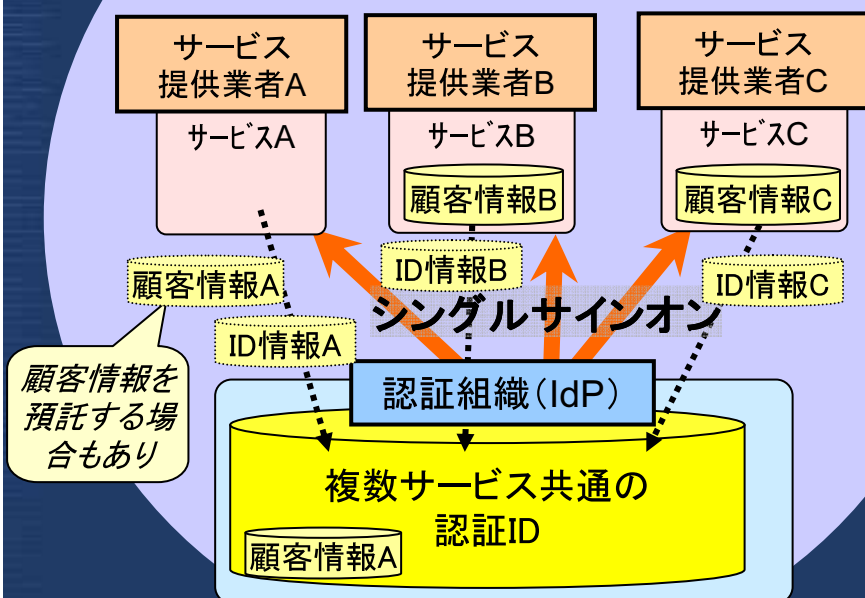 サービス
提供業者A
サービス
提供業者B
サービス
提供業者C
サービスA
サービスB
サービスC
顧客情報B
顧客情報C
顧客情報A
ID情報B
ID情報C
シングルサインオン
ID情報A
顧客情報を
預託する場
合もあり
認証組織(IdP)
複数サービス共通の
認証ID
顧客情報A